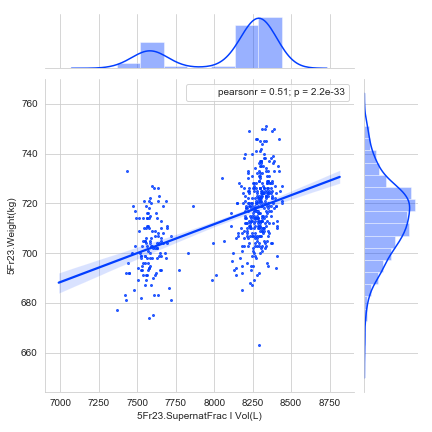 pearsonr = 0.51; p = 2.2e-33
760
740
720
700
680
660
5Fr23.Weight(kg)
7000 7250 7500 7750 8000 8250 8500 8750
5Fr23.SupernatFrac I Vol(L)